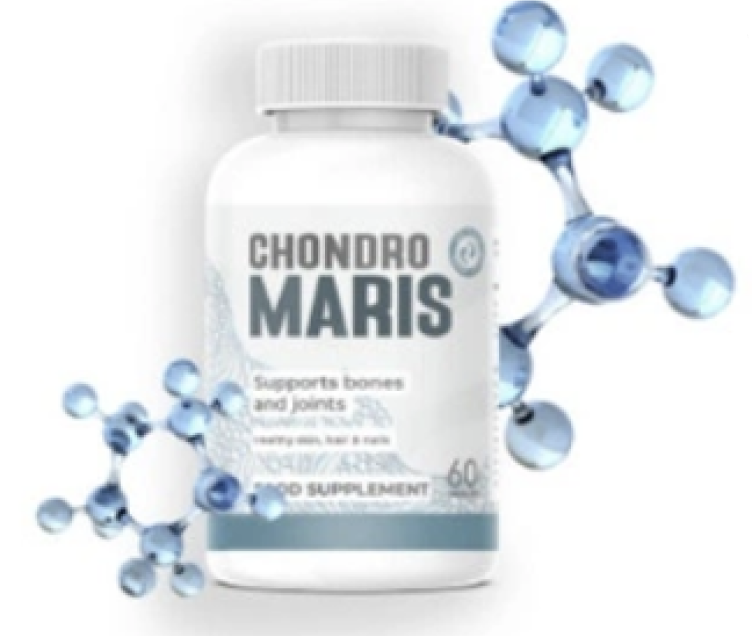 CHONDRO
MARIS
Supports bones
and joints
Healthy skin, hair & nails
FOOD SUPPLEMENT
60